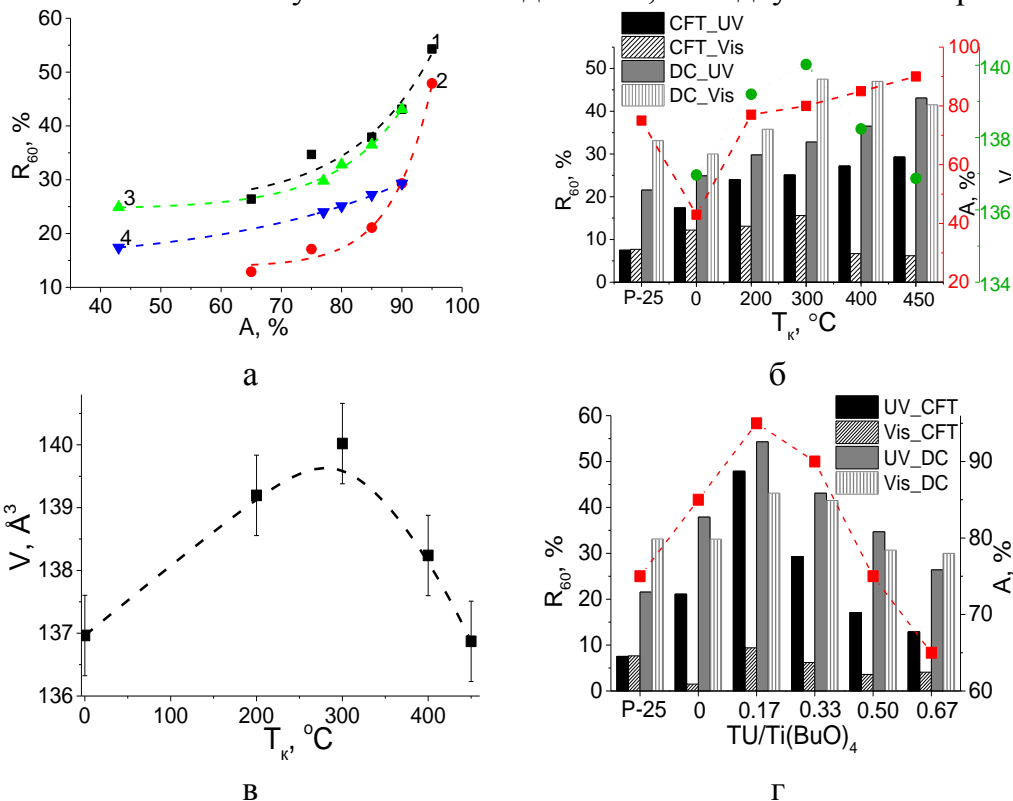 60
50
40
30
20
10
R₆₀, %
1
2
3
4
40 50 60 70 80 90 100
A, %
а
CFT_UV
CFT_Vis
DC_UV
DC_Vis
50
40
30
20
10
0
R₆₀, %
100
80
60
40
20
A, %
140
138
136
134
V
P-25 0 200 300 400 450
Tк, °C
б
140
139
138
137
136
V, Å³
0 100 200 300 400
Tк, °C
в
UV_CFT
Vis_CFT
UV_DC
Vis_DC
60
50
40
30
20
10
0
R₆₀, %
90
80
70
60
A, %
P-25 0 0.17 0.33 0.50 0.67
TU/Ti(BuO)₄
г